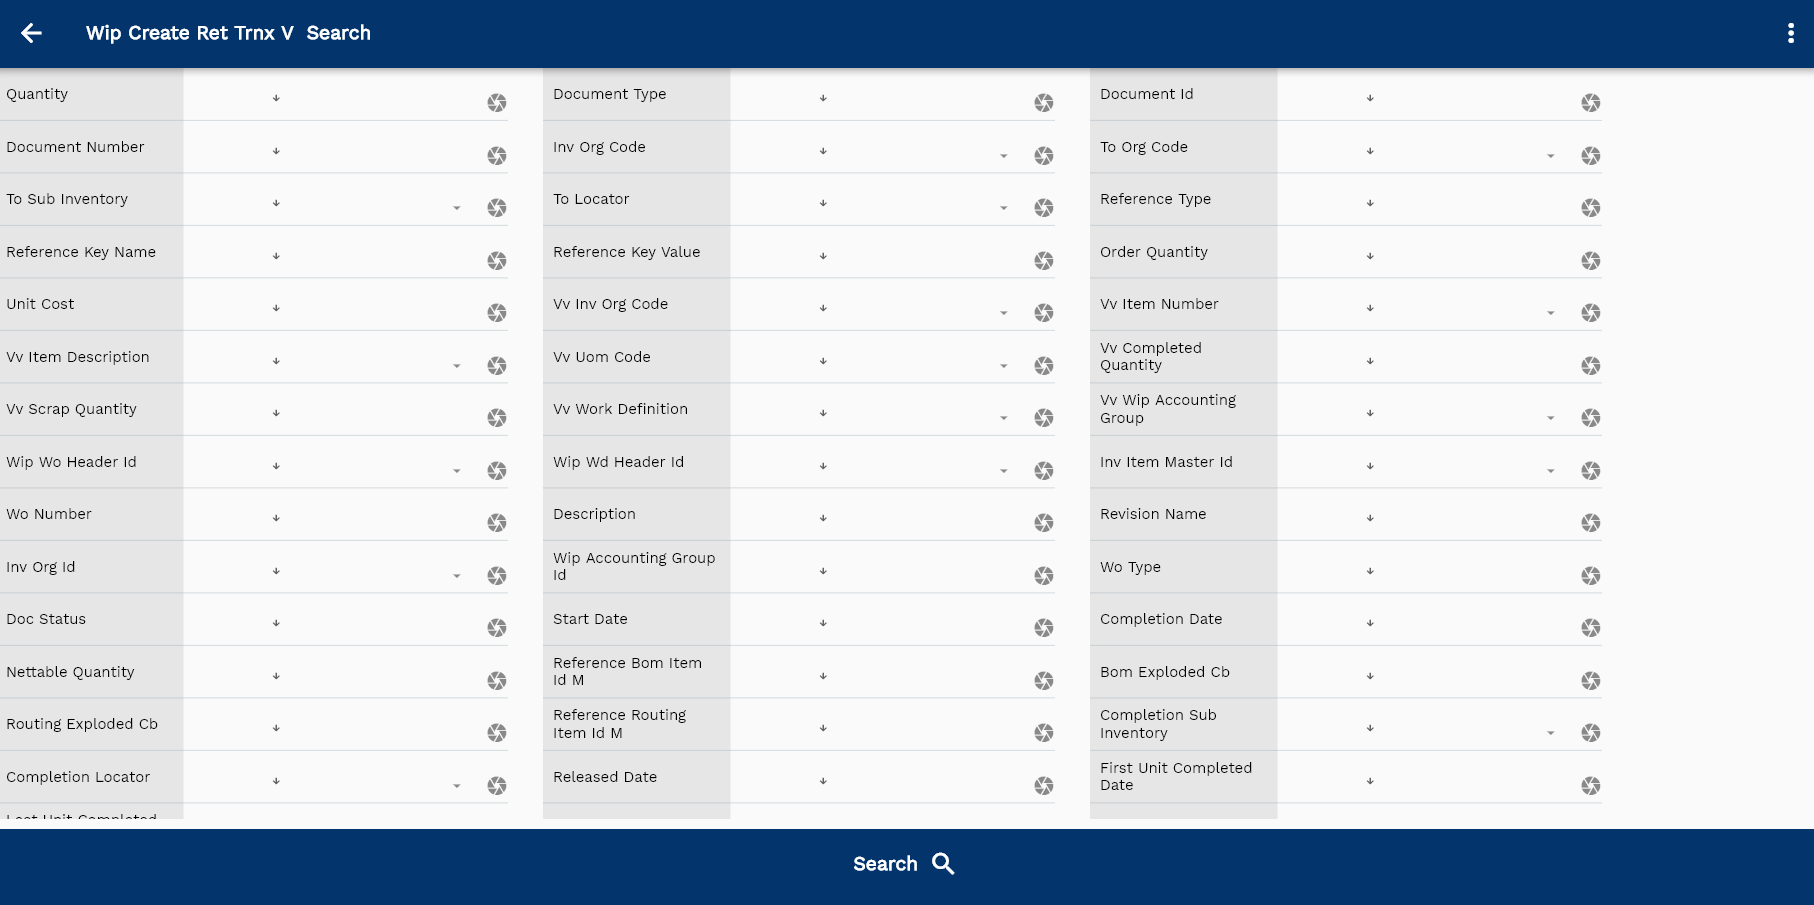 Wip Create Ret Trnx V  Search
Quantity
Document Type
Document Id
Document Number
Inv Org Code
To Org Code
To Sub Inventory
To Locator
Reference Type
Reference Key Name
Reference Key Value
Order Quantity
Unit Cost
Vv Inv Org Code
Vv Item Number
Vv Item Description
Vv Uom Code
Vv Completed
Quantity
Vv Scrap Quantity
Vv Work Definition
Vv Wip Accounting
Group
Wip Wo Header Id
Wip Wd Header Id
Inv Item Master Id
Wo Number
Description
Revision Name
Inv Org Id
Wip Accounting Group
Id
Wo Type
Doc Status
Start Date
Completion Date
Nettable Quantity
Reference Bom Item
Id M
Bom Exploded Cb
Routing Exploded Cb
Reference Routing
Item Id M
Completion Sub
Inventory
Completion Locator
Released Date
First Unit Completed
Date
Last Unit Completed
Search